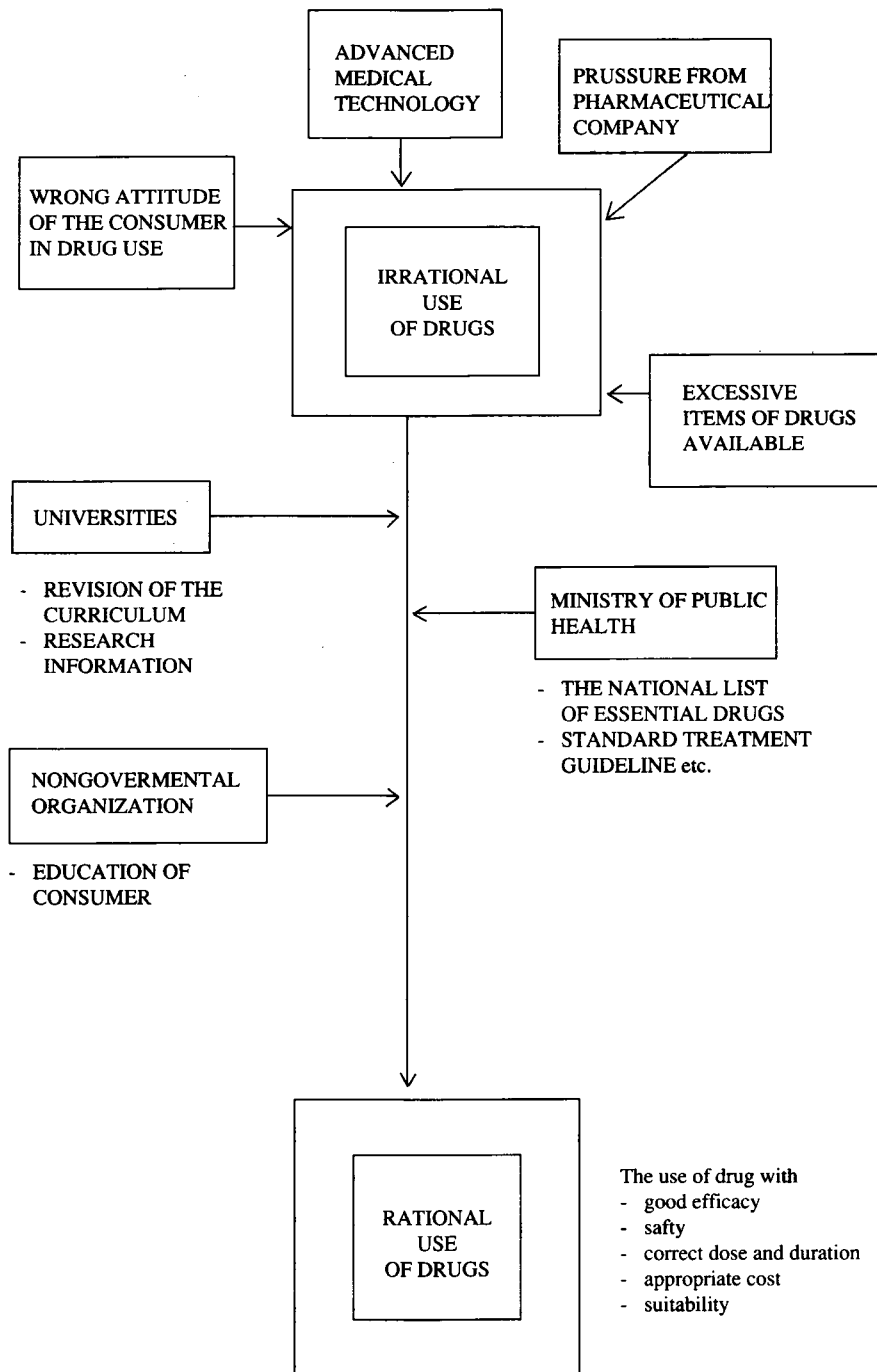 ADVANCED
MEDICAL
TECHNOLOGY
PRUSSURE FROM
PHARMACEUTICAL
COMPANY
WRONG ATTITUDE
OF THE CONSUMER
IN DRUG USE
IRRATIONAL
USE
OF DRUGS
EXCESSIVE
ITEMS OF DRUGS
AVAILABLE
UNIVERSITIES
- REVISION OF THE
CURRICULUM
- RESEARCH
INFORMATION
MINISTRY OF PUBLIC
HEALTH
- THE NATIONAL LIST
OF ESSENTIAL DRUGS
- STANDARD TREATMENT
GUIDELINE etc.
NONGOVERMENTAL
ORGANIZATION
- EDUCATION OF
CONSUMER
RATIONAL
USE
OF DRUGS
The use of drug with
- good efficacy
- safty
- correct dose and duration
- appropriate cost
- suitability